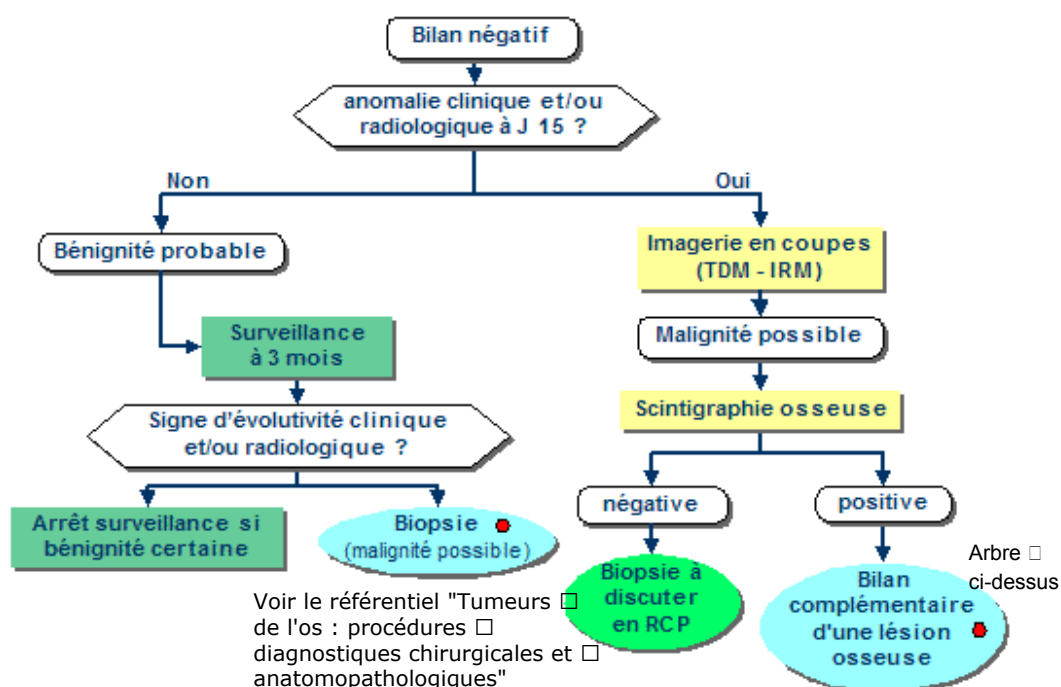 Bilan négatif
anomalie clinique et/ou
radiologique à J 15 ?
Non
Oui
Bénignité probable
Imagerie en coupes
(TDM - IRM)
Surveillance
à 3 mois
Malignité possible
Signe d'évolutivité clinique
et/ou radiologique ?
Scintigraphie osseuse
négative
positive
Arrêt surveillance si
bénignité certaine
Biopsie
(malignité possible)
Biopsie à
discuter
en RCP
Bilan
complémentaire
d'une lésion
osseuse
Arbre □
ci-dessus
Voir le référentiel "Tumeurs □
de l'os : procédures □
diagnostiques chirurgicales et □
anatomopathologiques"